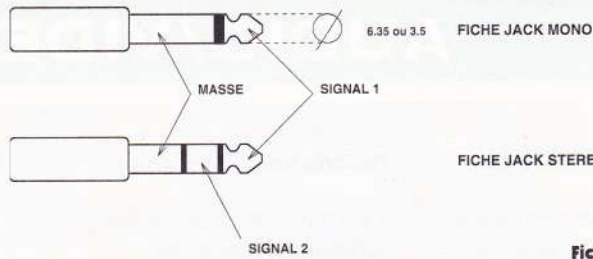 6.35 ou 3.5 FICHE JACK MONO
MASSE SIGNAL 1
FICHE JACK STERE
SIGNAL 2
Fic